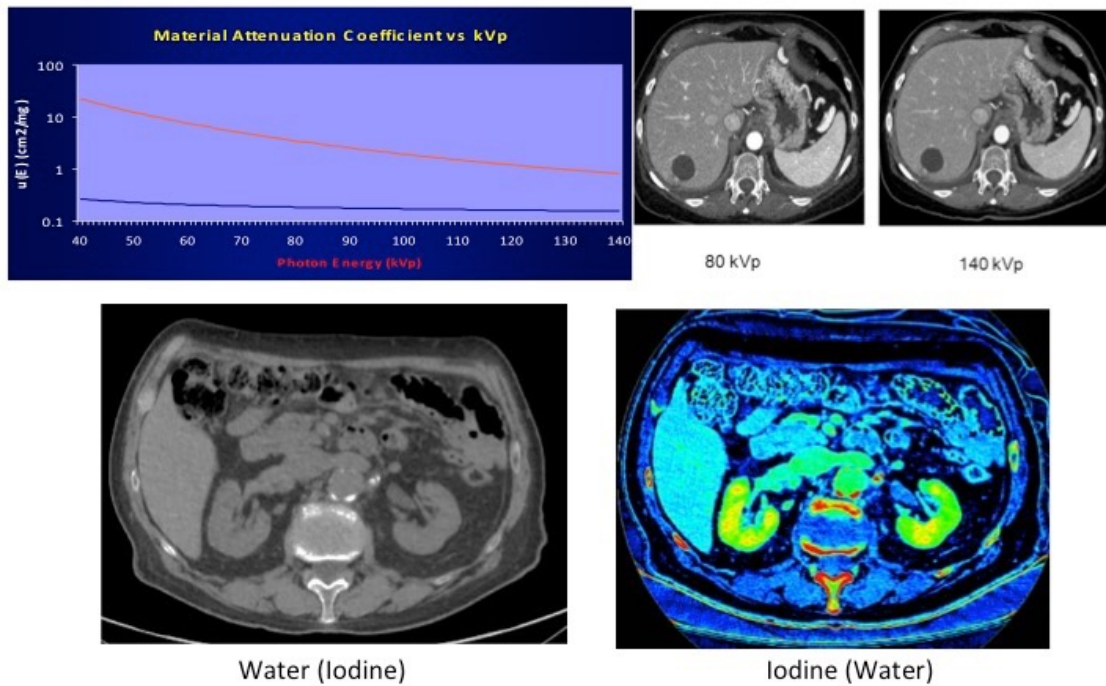 Material Attenuation Coefficient vs kVp
100
10
1
0.1
u(E) (cm2/mg)
40 50 60 70 80 90 100 110 120 130 140
Photon Energy (kVp)
80 kVp
140 kVp
Water (Iodine)
Iodine (Water)